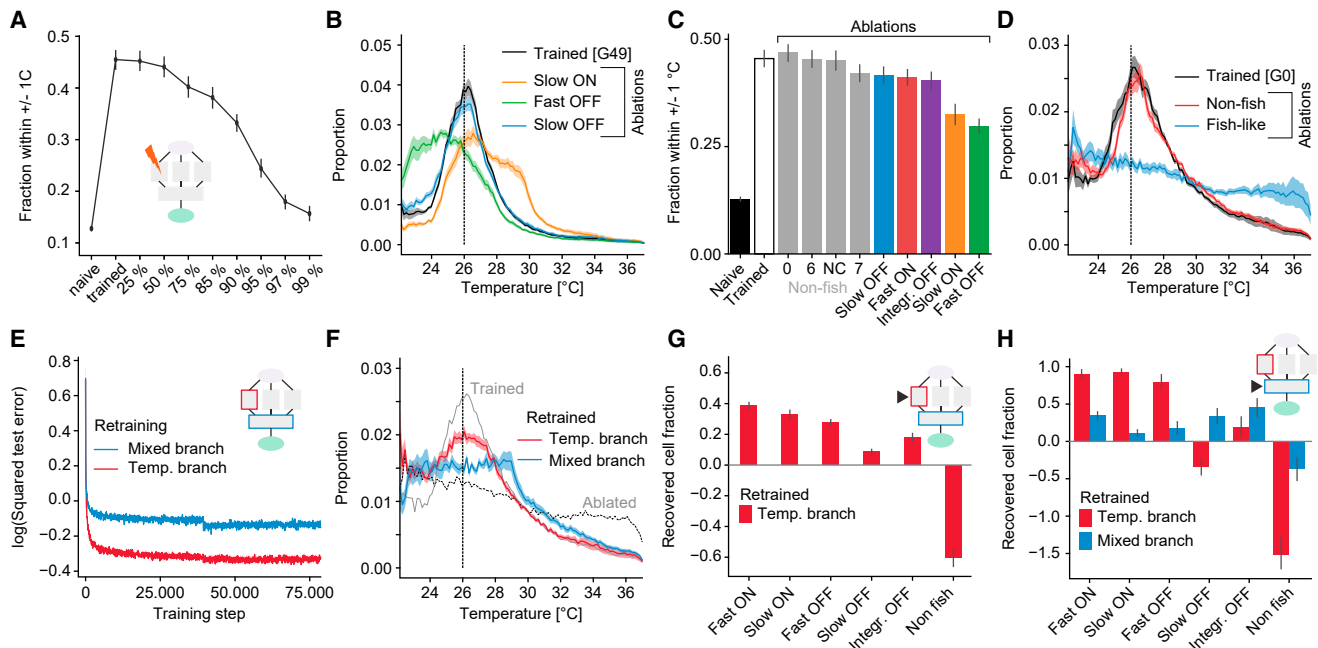 A
Fraction within +/- 1C
0.5
0.4
0.3
0.2
0.1
naive
trained
25 %
50 %
75 %
85 %
90 %
95 %
97 %
99 %
B
Proportion
0.05
0.04
0.03
0.02
0.01
0.00
24 26 28 30 32 34 36
Temperature [°C]
Trained [G49]
Slow ON
Fast OFF
Slow OFF
Ablations
C
Fraction within +/- 1 °C
0.50
0.25
0.00
Ablations
Naive
Trained
0
6
NC
7
Non-fish
Slow OFF
Fast ON
Integr. OFF
Slow ON
Fast OFF
D
Proportion
0.03
0.02
0.01
0.00
24 26 28 30 32 34 36
Temperature [°C]
Trained [G0]
Non-fish
Fish-like
Ablations
E
log(Squared test error)
0.8
0.6
0.4
0.2
0.0
−0.2
−0.4
0 25.000 50.000 75.000
Training step
Retraining
Mixed branch
Temp. branch
F
Proportion
0.03
0.02
0.01
0.00
24 26 28 30 32 34 36
Temperature [°C]
Trained
Retrained
Temp. branch
Mixed branch
Ablated
G
Recovered cell fraction
0.6
0.4
0.2
0.0
−0.2
−0.4
−0.6
Retrained
Temp. branch
Fast ON
Slow ON
Fast OFF
Slow OFF
Integr. OFF
Non fish
H
Recovered cell fraction
1.0
0.5
0.0
−0.5
−1.0
−1.5
Retrained
Temp. branch
Mixed branch
Fast ON
Slow ON
Fast OFF
Slow OFF
Integr. OFF
Non fish